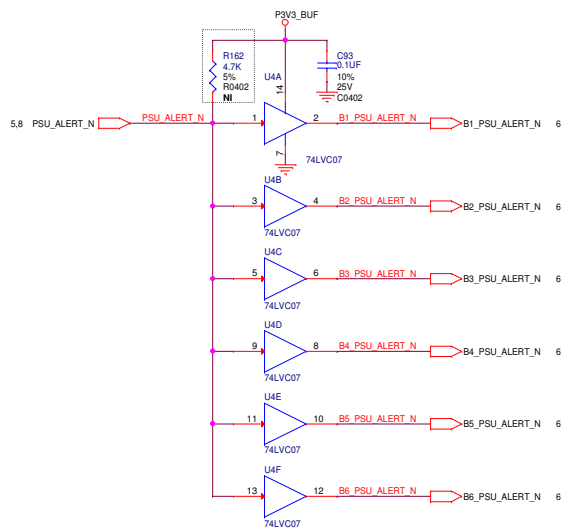 P3V3_BUF
R162
4.7K
5%
R0402
NI
C93
0.1UF
10%
25V
C0402
U4A
14
5,8 PSU_ALERT_N
PSU_ALERT_N
1
2
B1_PSU_ALERT_N
B1_PSU_ALERT_N 6
7
74LVC07
U4B
3
4
B2_PSU_ALERT_N
B2_PSU_ALERT_N 6
74LVC07
U4C
5
6
B3_PSU_ALERT_N
B3_PSU_ALERT_N 6
74LVC07
U4D
9
8
B4_PSU_ALERT_N
B4_PSU_ALERT_N 6
74LVC07
U4E
11
10
B5_PSU_ALERT_N
B5_PSU_ALERT_N 6
74LVC07
U4F
13
12
B6_PSU_ALERT_N
B6_PSU_ALERT_N 6
74LVC07